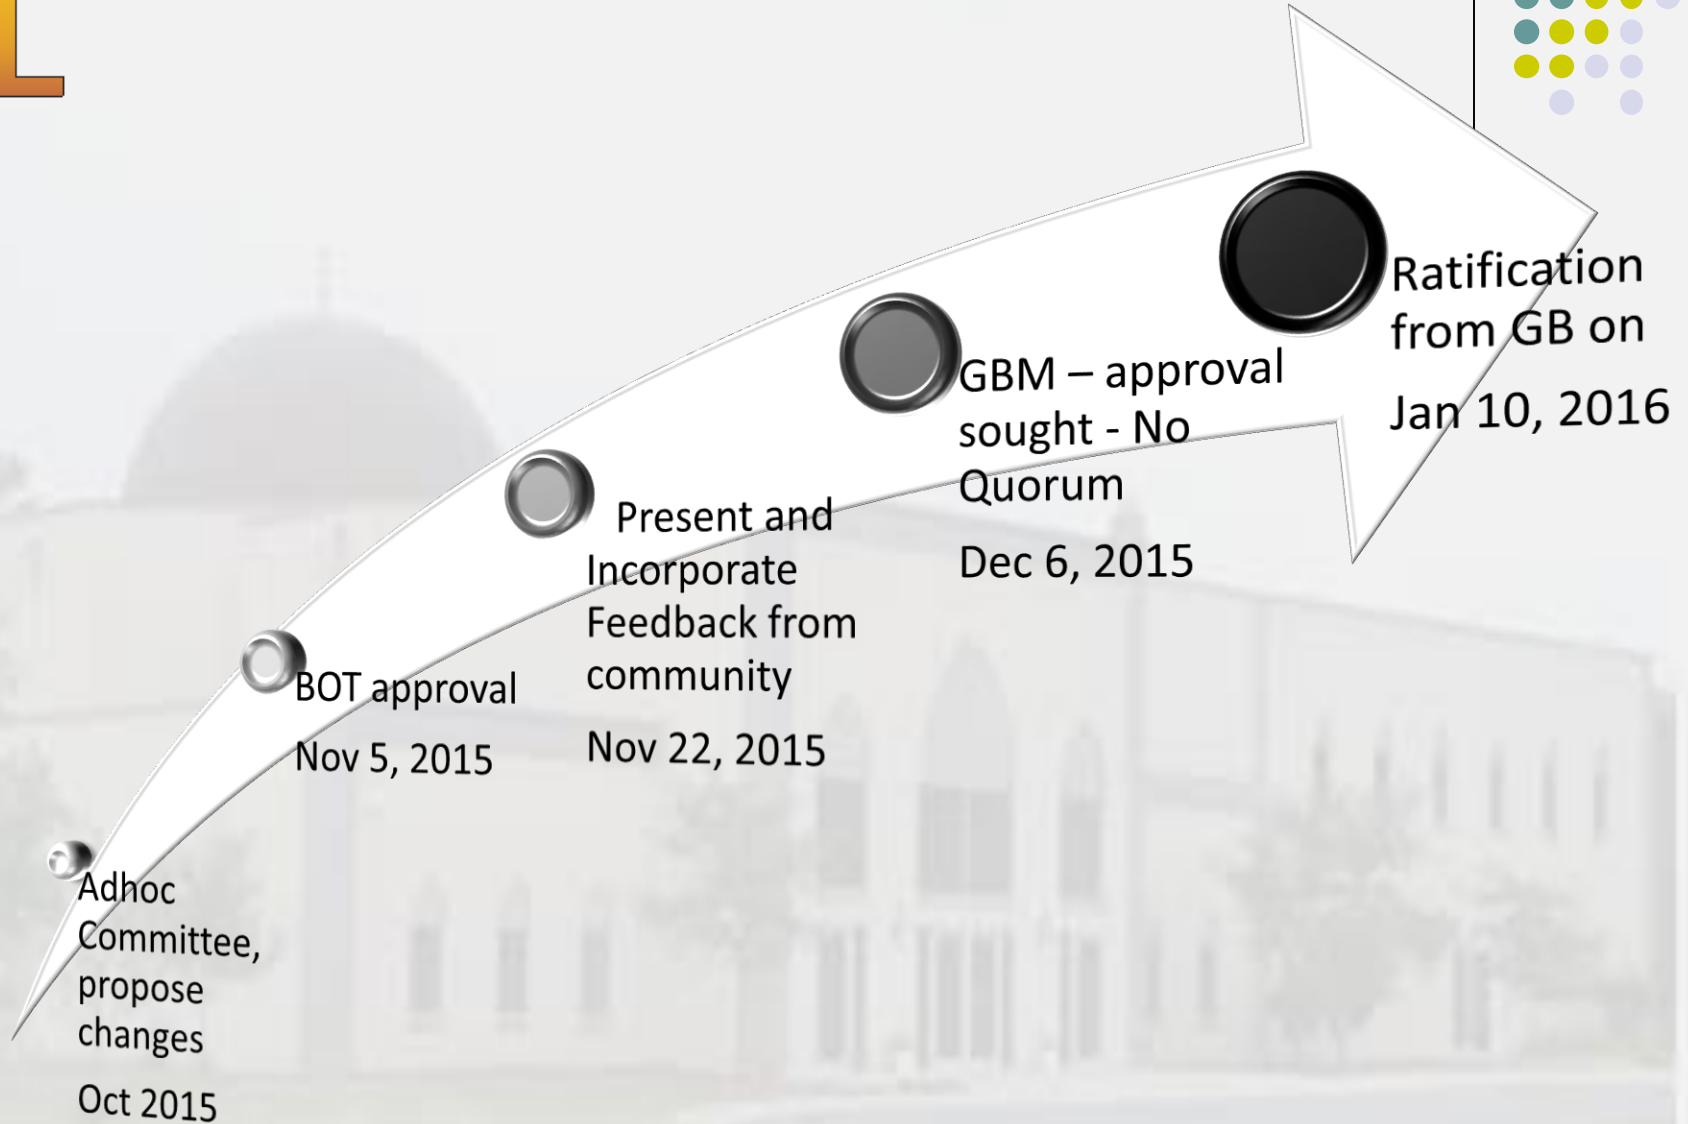 L
Adhoc
Committee,
propose
changes
Oct 2015
BOT approval
Nov 5, 2015
Present and
Incorporate
Feedback from
community
Nov 22, 2015
GBM – approval
sought - No
Quorum
Dec 6, 2015
Ratification
from GB on
Jan 10, 2016